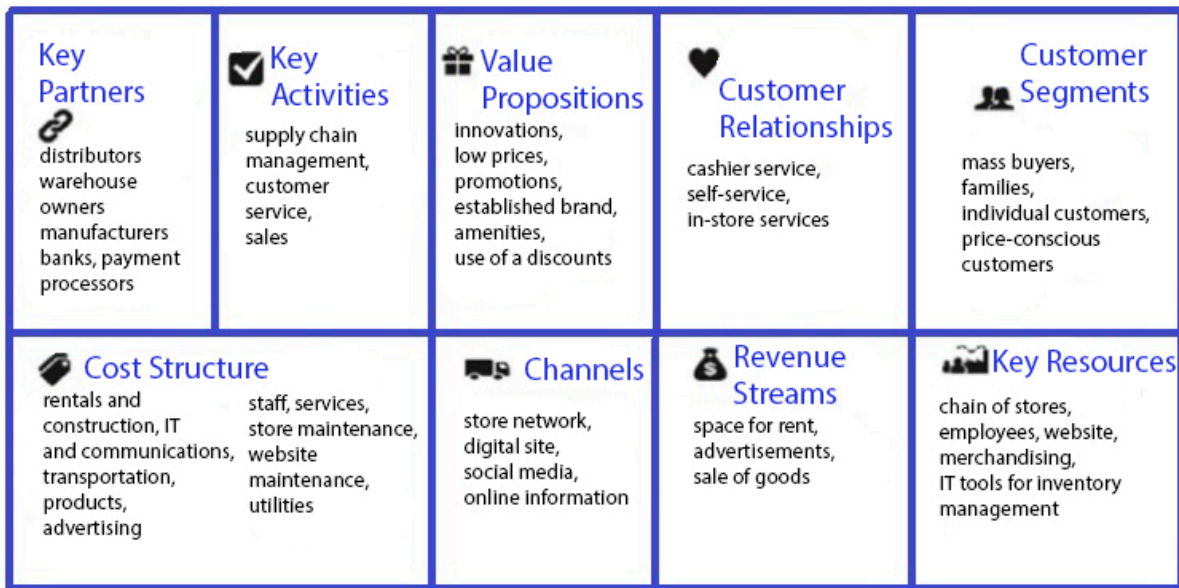 Key
Partners
distributors
warehouse
owners
manufacturers
banks, payment
processors
Key
Activities
supply chain
management,
customer
service,
sales
Value
Propositions
innovations,
low prices,
promotions,
established brand,
amenities,
use of a discounts
Customer
Relationships
cashier service,
self-service,
in-store services
Customer
Segments
mass buyers,
families,
individual customers,
price-conscious
customers
Cost Structure
rentals and
construction, IT
and communications,
transportation,
products,
advertising
staff, services,
store maintenance,
website
maintenance,
utilities
Channels
store network,
digital site,
social media,
online information
$
Revenue
Streams
space for rent,
advertisements,
sale of goods
Key Resources
chain of stores,
employees, website,
merchandising,
IT tools for inventory
management